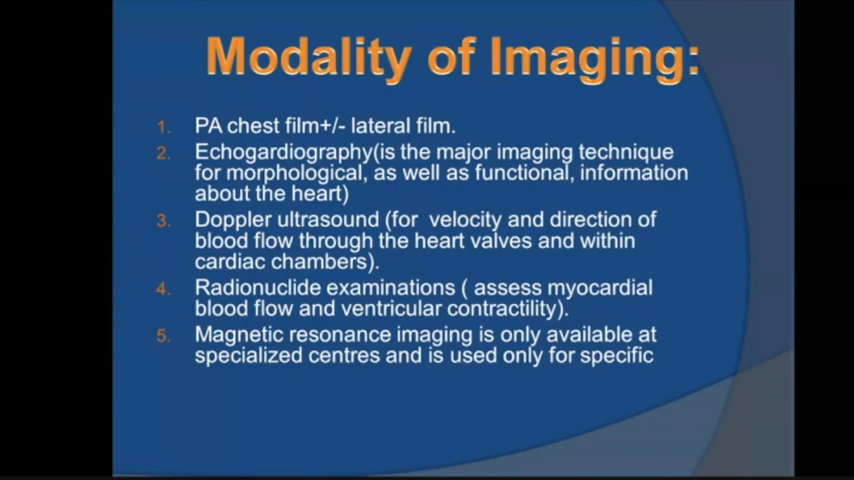 Modality of Imaging:
1. PA chest film+/- lateral film.
2. Echogardiography(is the major imaging technique
for morphological, as well as functional, information
about the heart)
3. Doppler ultrasound (for velocity and direction of
blood flow through the heart valves and within
cardiac chambers).
4. Radionuclide examinations ( assess myocardial
blood flow and ventricular contractility).
5. Magnetic resonance imaging is only available at
specialized centres and is used only for specific